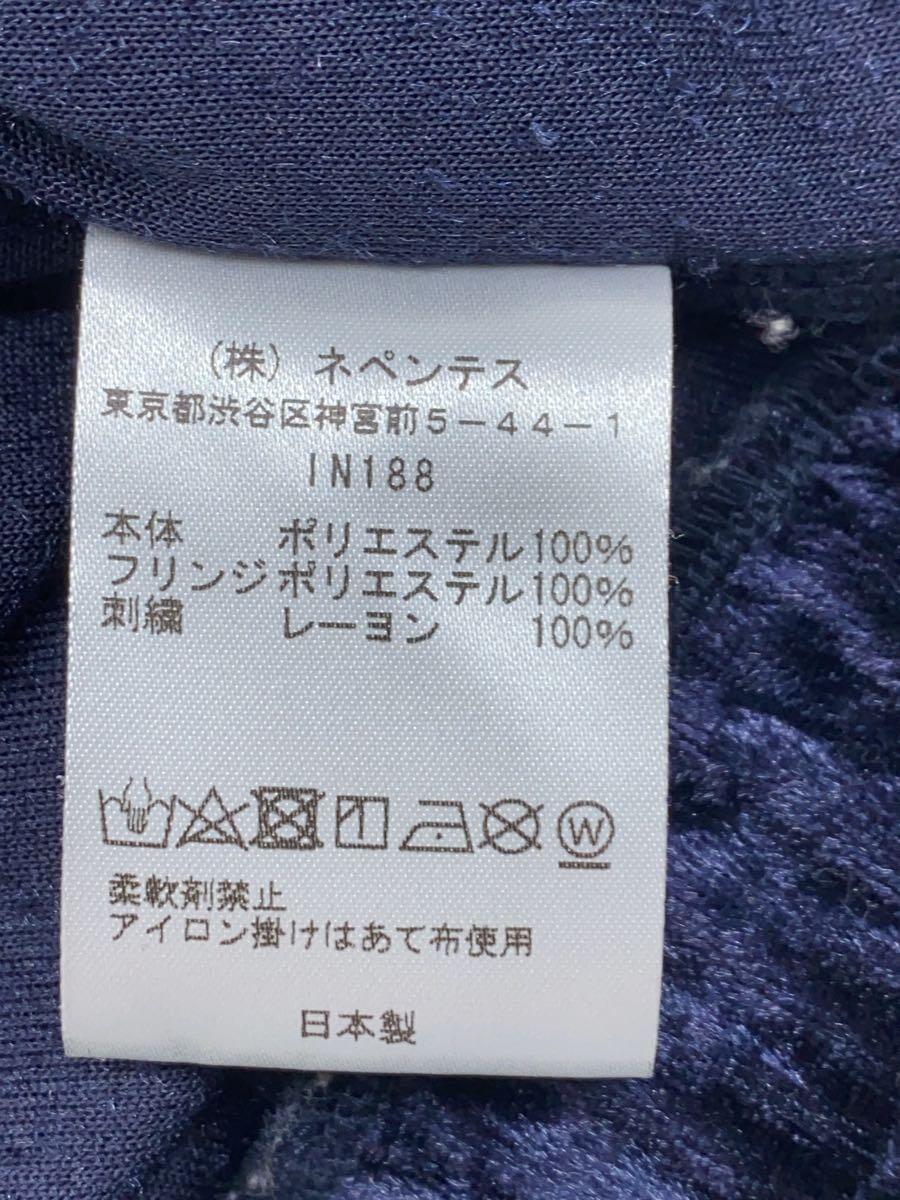 (株) ネペンテス
東京都渋谷区神宮前5-44-1
IN188
本体 ポリエステル100%
フリンジポリエステル100%
刺繍 レーヨン 100%
W
柔軟剤禁止
アイロン掛けはあて布使用
日本製